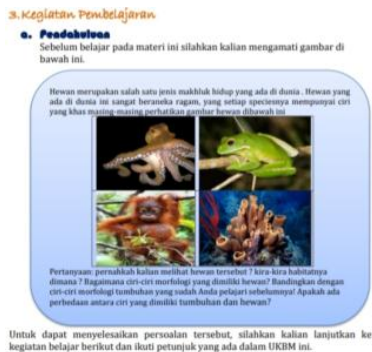 3. Kegiatan Pembelajaran
a. Pendahuluan
Sebelum belajar pada materi ini silahkan kalian mengamati gambar di
bawah ini.
Hewan merupakan salah satu jenis makhluk hidup yang ada di dunia . Hewan yang
ada di dunia ini sangat beraneka ragam, yang setiap speciesnya mempunyai ciri
yang khas masing-masing perhatikan gambar hewan dibawah ini
Pertanyaan: pernahkah kalian melihat hewan tersebut ? kira-kira habitatnya
dimana ? Bagaimana ciri-ciri morfologi yang dimiliki hewan? Bandingkan dengan
ciri-ciri morfologi tumbuhan yang sudah Anda pelajari sebelumnya! Apakah ada
perbedaan antara ciri yang dimiliki tumbuhan dan hewan?
Untuk dapat menyelesaikan persoalan tersebut, silahkan kalian lanjutkan ke
kegiatan belajar berikut dan ikuti petunjuk yang ada dalam UKBM ini.